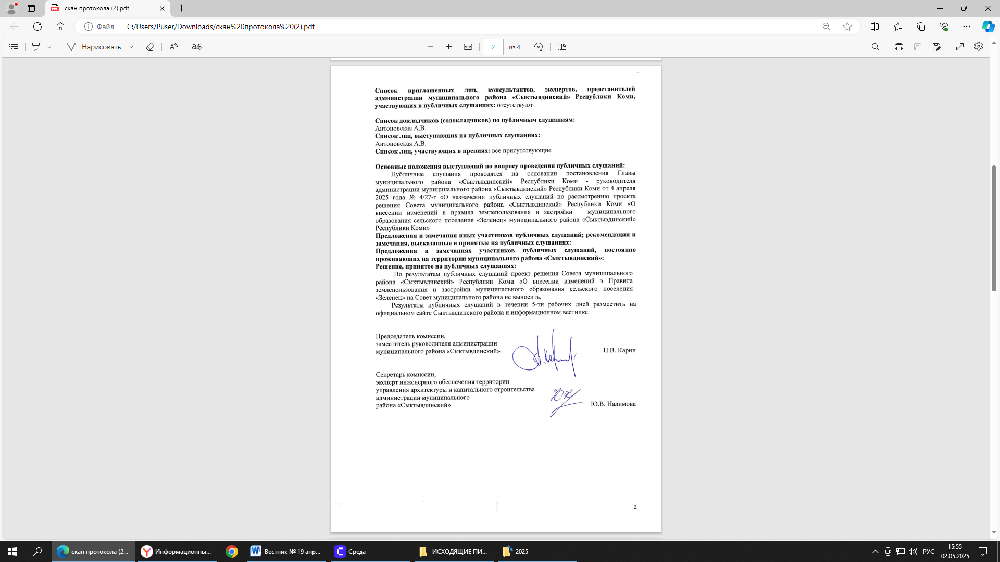 скан протокола (2).pdf
Файл
C:/Users/Puser/Downloads/скан%20протокола%20(2).pdf
Нарисовать
2
из 4
Список приглашенных лиц, консультантов, экспертов, представителей
администрации муниципального района «Сыктывдинский» Республики Коми,
участвующих в публичных слушаниях: отсутствуют
Список докладчиков (содокладчиков) по публичным слушаниям:
Антоновская А.В.
Список лиц, выступающих на публичных слушаниях:
Антоновская А.В.
Список лиц, участвующих в прениях: все присутствующие
Основные положения выступлений по вопросу проведения публичных слушаний:
Публичные слушания проводятся на основании постановления Главы
муниципального района «Сыктывдинский» Республики Коми - руководителя
администрации муниципального района «Сыктывдинский» Республики Коми от 4 апреля
2025 года № 4/27-г «О назначении публичных слушаний по рассмотрению проекта
решения Совета муниципального района «Сыктывдинский» Республики Коми «О
внесении изменений в правила землепользования и застройки муниципального
образования сельского поселения «Зеленец» муниципального района «Сыктывдинский»
Республики Коми»
Предложения и замечания иных участников публичных слушаний; рекомендации и
замечания, высказанные и принятые на публичных слушаниях:
Предложения и замечаниях участников публичных слушаний, постоянно
проживающих на территории муниципального района «Сыктывдинский»:
Решение, принятое на публичных слушаниях:
По результатам публичных слушаний проект решения Совета муниципального
района «Сыктывдинский» Республики Коми «О внесении изменений в Правила
землепользования и застройки муниципального образования сельского поселения
«Зеленец» на Совет муниципального района не выносить.
Результаты публичных слушаний в течении 5-ти рабочих дней разместить на
официальном сайте Сыктывдинского района и информационном вестнике.
Председатель комиссии,
заместитель руководителя администрации
муниципального района «Сыктывдинский»
П.В. Карин
Секретарь комиссии,
эксперт инженерного обеспечения территории
управления архитектуры и капитального строительства
администрации муниципального
района «Сыктывдинский»
Ю.В. Налимова
2
скан протокола (2...
Информационны...
Вестник № 19 апр...
Среда
ИСХОДЯЩИЕ ПИ...
2025
РУС
15:55
02.05.2025